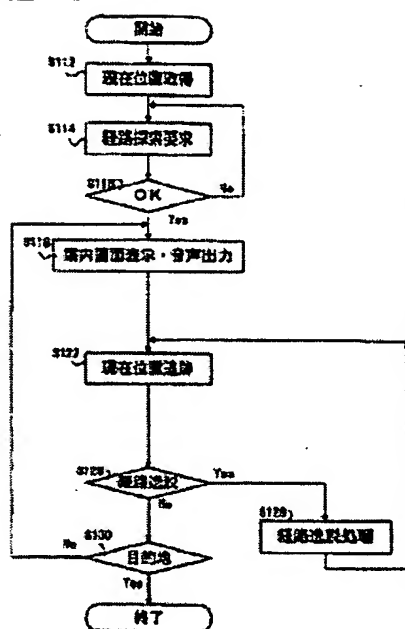 開始
S112
現在位置取得
S114
経路探索要求
OK
No
Yes
案内画面表示・音声出力
S122
現在位置追跡
経路逸脱
Yes
No
経路逸脱処理
S130
目的地
No
Yes
終了